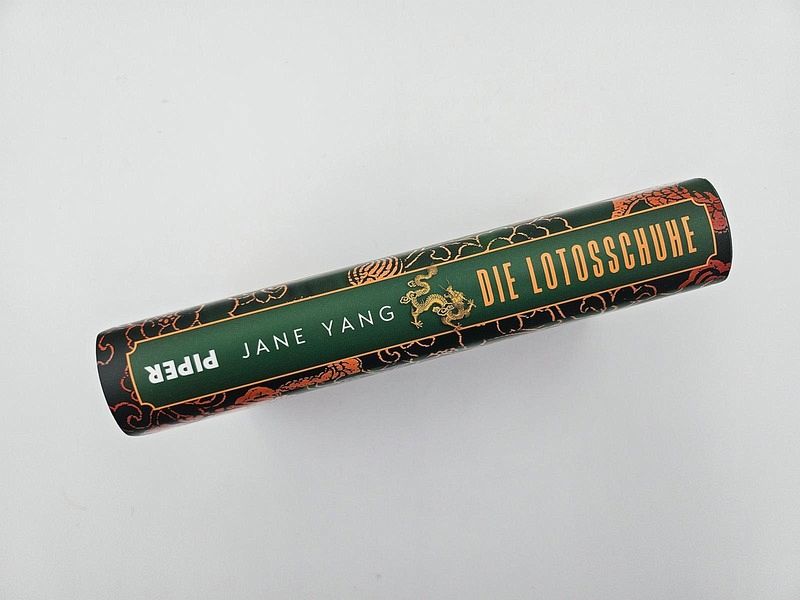 PIPER
JANE YANG
DIE LOTOSSCHUHE